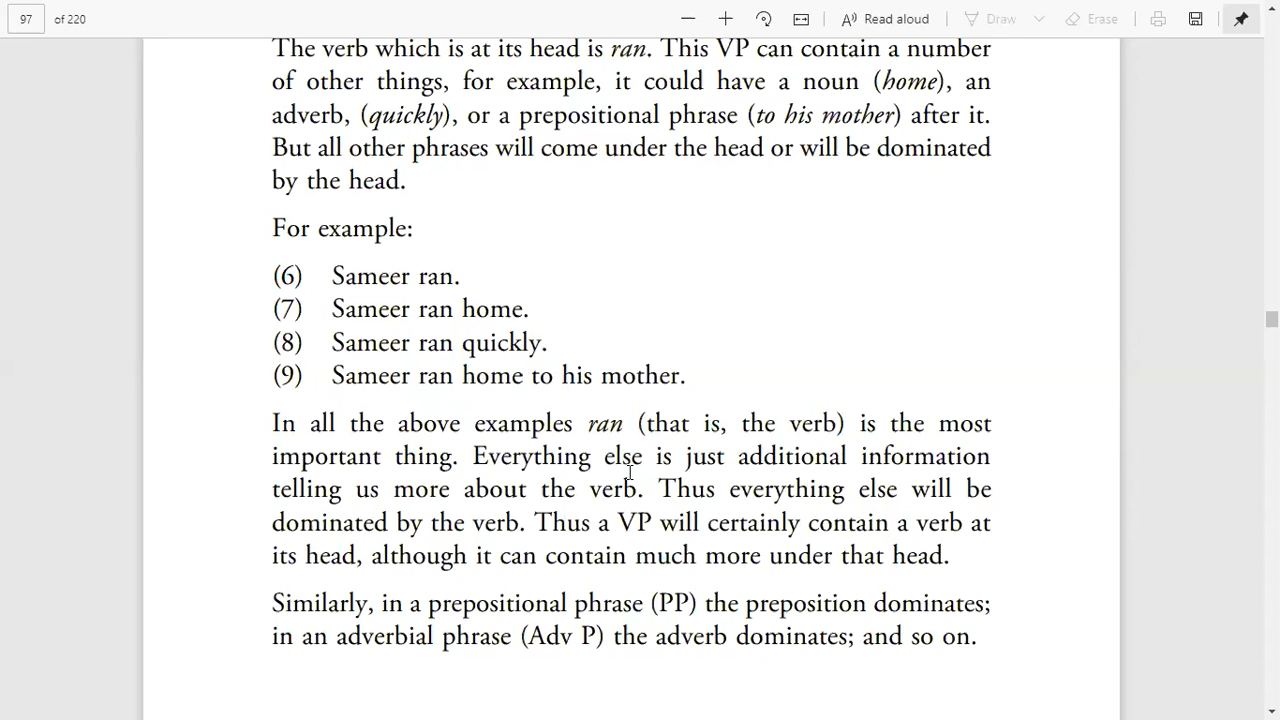 97 of 220 Read aloud Draw Erase
The verb which is at its head is ran. This VP can contain a number
of other things, for example, it could have a noun (home), an
adverb, (quickly), or a prepositional phrase (to his mother) after it.
But all other phrases will come under the head or will be dominated
by the head.
For example:
(6) Sameer ran.
(7) Sameer ran home.
(8) Sameer ran quickly.
(9) Sameer ran home to his mother.
In all the above examples ran (that is, the verb) is the most
important thing. Everything else is just additional information
telling us more about the verb. Thus everything else will be
dominated by the verb. Thus a VP will certainly contain a verb at
its head, although it can contain much more under that head.
Similarly, in a prepositional phrase (PP) the preposition dominates;
in an adverbial phrase (Adv P) the adverb dominates; and so on.